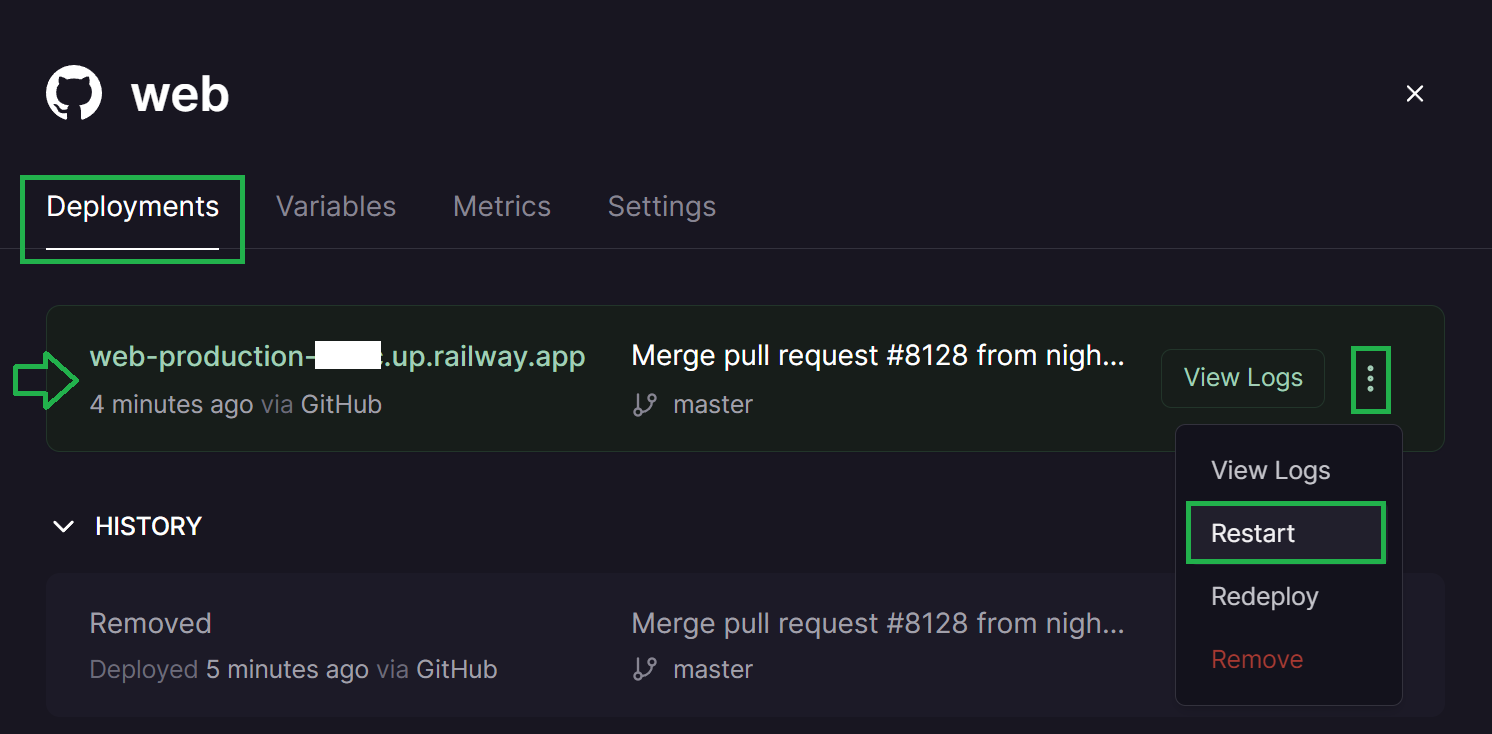 web
Deployments Variables Metrics Settings
web-production- .up.railway.app Merge pull request #8128 from nigh... View Logs
4 minutes ago via GitHub master
View Logs
Restart
Redeploy
Remove
HISTORY
Removed Merge pull request #8128 from nigh...
Deployed 5 minutes ago via GitHub master